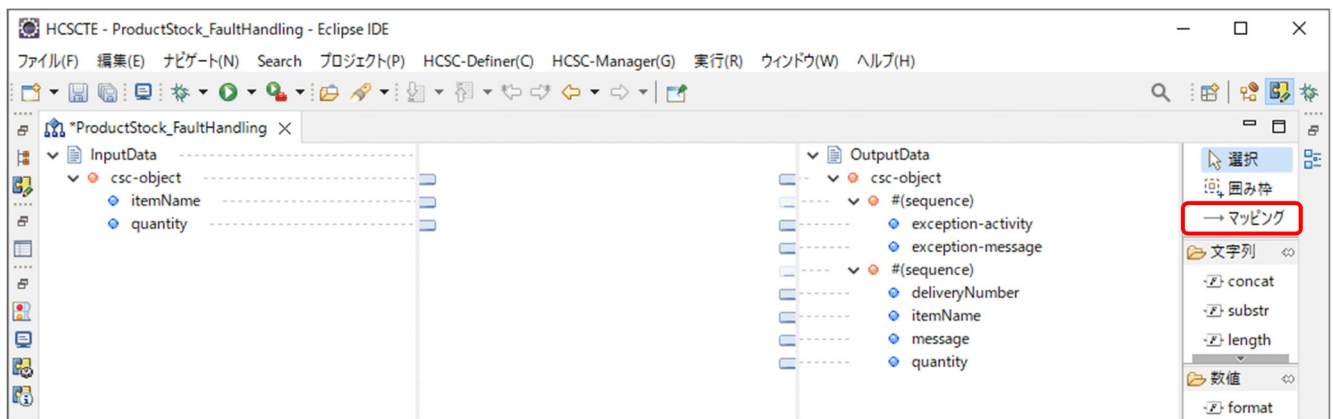 HCSCTE - ProductStock_FaultHandling - Eclipse IDE
ファイル(F) 編集(E) ナビゲート(N) Search プロジェクト(P) HCSC-Definer(C) HCSC-Manager(G) 実行(R) ウィンドウ(W) ヘルプ(H)
*ProductStock_FaultHandling
InputData
csc-object
itemName
quantity
OutputData
csc-object
#(sequence)
exception-activity
exception-message
#(sequence)
deliveryNumber
itemName
message
quantity
選択
囲み枠
マッピング
文字列
concat
substr
length
数値
format